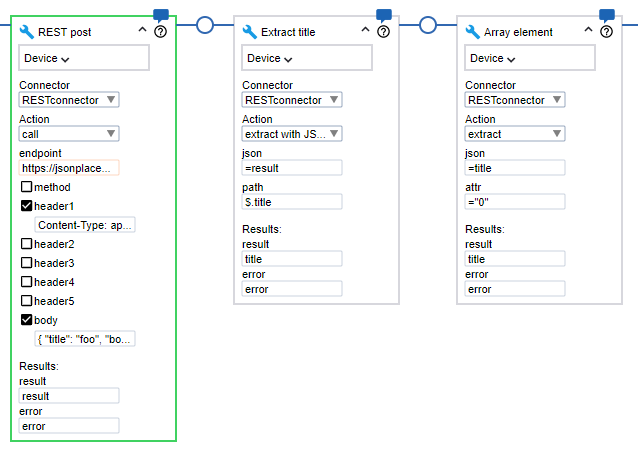 REST post
Device
Connector
RESTconnector
Action
call
endpoint
https://jsonplace...
method
header1
Content-Type: ap...
header2
header3
header4
header5
body
{ "title": "foo", "bo...
Results:
result
result
error
error
Extract title
Device
Connector
RESTconnector
Action
extract with JS...
json
=result
path
$.title
Results:
result
title
error
error
Array element
Device
Connector
RESTconnector
Action
extract
json
=title
attr
="0"
Results:
result
title
error
error